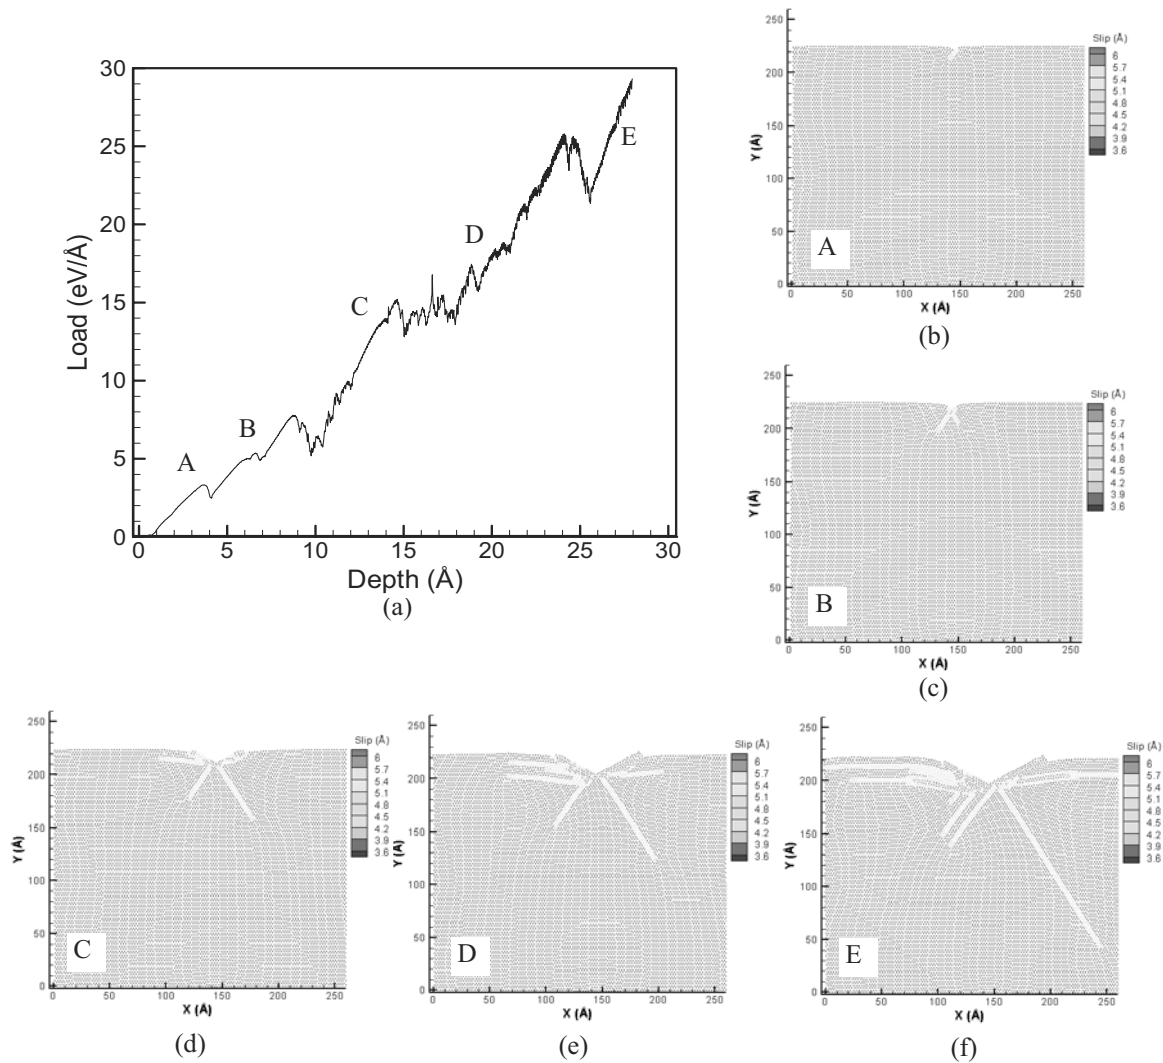 30
25
20
15
10
5
0
Load (eV/Å)
A
B
C
D
E
0 5 10 15 20 25 30
Depth (Å)
(a)
250
200
150
100
50
0
Y (Å)
Slip (Å)
6
5.7
5.4
5.1
4.8
4.5
4.2
3.9
3.6
A
0 50 100 150 200 250
X (Å)
(b)
250
200
150
100
50
0
Y (Å)
Slip (Å)
6
5.7
5.4
5.1
4.8
4.5
4.2
3.9
3.6
B
0 50 100 150 200 250
X (Å)
(c)
250
200
150
100
50
0
Y (Å)
Slip (Å)
6
5.7
5.4
5.1
4.8
4.5
4.2
3.9
3.6
C
0 50 100 150 200 250
X (Å)
(d)
250
200
150
100
50
0
Y (Å)
Slip (Å)
6
5.7
5.4
5.1
4.8
4.5
4.2
3.9
3.6
D
0 50 100 150 200 250
X (Å)
(e)
250
200
150
100
50
0
Y (Å)
Slip (Å)
6
5.7
5.4
5.1
4.8
4.5
4.2
3.9
3.6
E
0 50 100 150 200 250
X (Å)
(f)